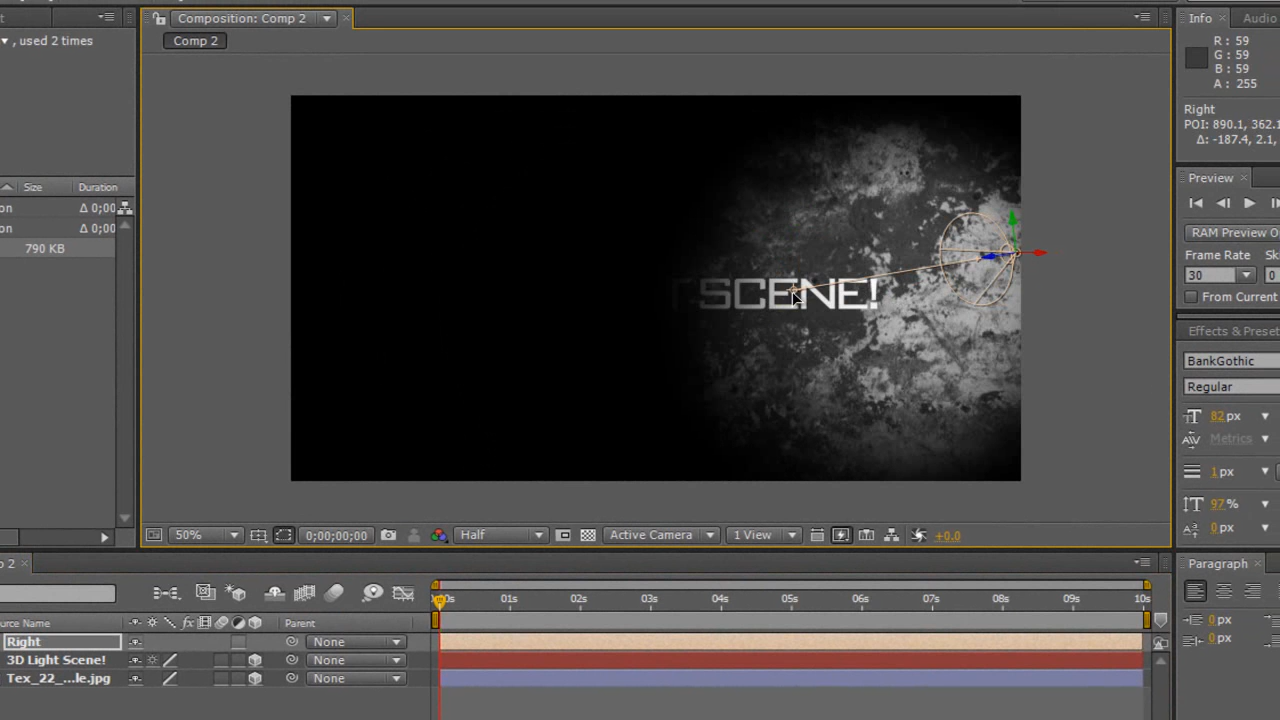 Composition: Comp 2
Info
Audio
, used 2 times
Comp 2
R: 59
G: 59
B: 59
A: 255
Right
POI: 890.1, 362.1
Δ: -187.4, 2.1,
Preview
Size
Duration
on
Δ 0;00
on
Δ 0;00
790 KB
RAM Preview O
Frame Rate
30
0
From Current
SCENE!
Effects & Prese
BankGothic
Regular
82 px
Metrics
1 px
97 %
0 px
50%
0;00;00;00
Half
Active Camera
1 View
+0.0
Paragraph
0 px
0 px
01s
02s
03s
04s
05s
06s
07s
08s
09s
10s
ource Name
Parent
Right
None
3D Light Scene!
None
Tex_22_...le.jpg
None